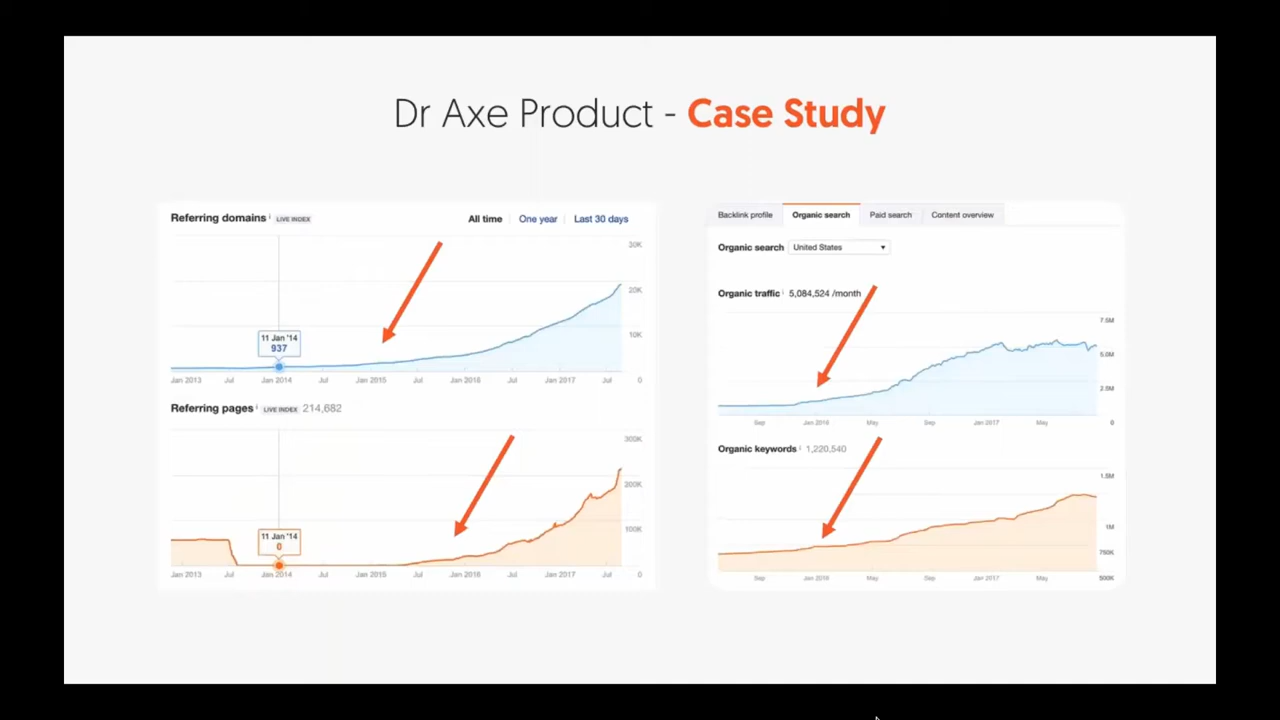 Dr Axe Product - Case Study
Referring domains i LIVE INDEX All time One year Last 30 days
30K
20K
10K
11 Jan '14
937
Jan 2013 Jul Jan 2014 Jul Jan 2015 Jul Jan 2016 Jul Jan 2017 Jul 0
Referring pages i LIVE INDEX 214,682
300K
200K
100K
11 Jan '14
0
Jan 2013 Jul Jan 2014 Jul Jan 2015 Jul Jan 2016 Jul Jan 2017 Jul 0
Backlink profile Organic search Paid search Content overview
Organic search United States
Organic traffic i 5,084,524 /month
7.5M
5.0M
2.5M
Sep Jan 2016 May Sep Jan 2017 May 0
Organic keywords i 1,220,540
1.5M
1M
750K
Sep Jan 2016 May Sep Jan 2017 May 500K